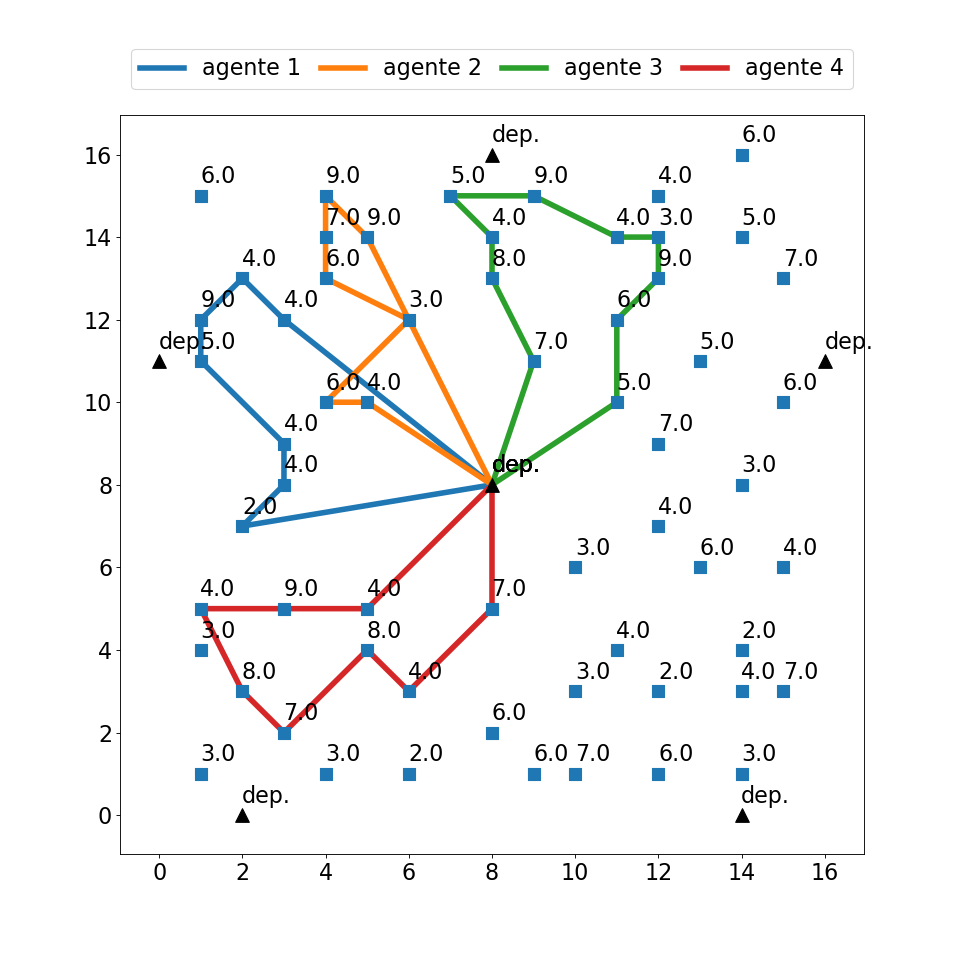 agente 1 agente 2 agente 3 agente 4
dep. 6.0
16
6.0 9.0 5.0 9.0 4.0
7.0 9.0 4.0 4.0 3.0 5.0
14
4.0 6.0 8.0 9.0 7.0
9.0 4.0 3.0 6.0
12
dep. 5.0 7.0 5.0 dep.
6.0 4.0 5.0 6.0
10
4.0 7.0
4.0 dep. dep. 3.0
8
2.0 4.0
3.0 6.0 4.0
6
4.0 9.0 4.0 7.0
3.0 8.0 4.0 2.0
4
8.0 4.0 3.0 2.0 4.0 7.0
7.0 6.0
2
3.0 3.0 2.0 6.0 7.0 6.0 3.0
dep. dep.
0
0 2 4 6 8 10 12 14 16